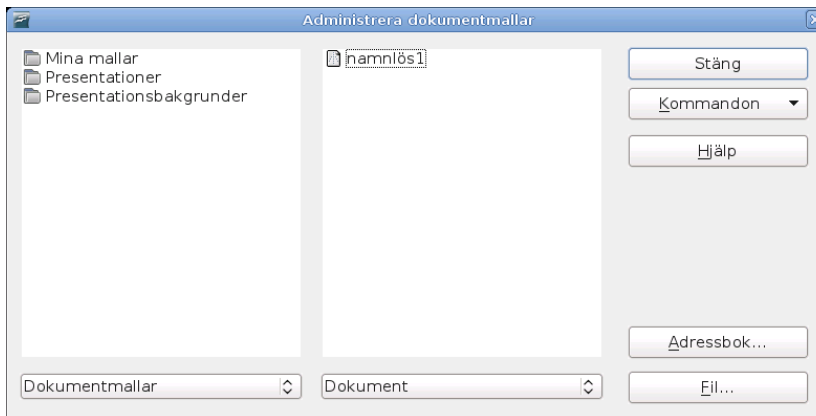 Administrera dokumentmallar
Mina mallar
Presentationer
Presentationsbakgrunder
namnlös1
Stäng
Kommandon
Hjälp
Adressbok...
Dokumentmallar
Dokument
Fil...